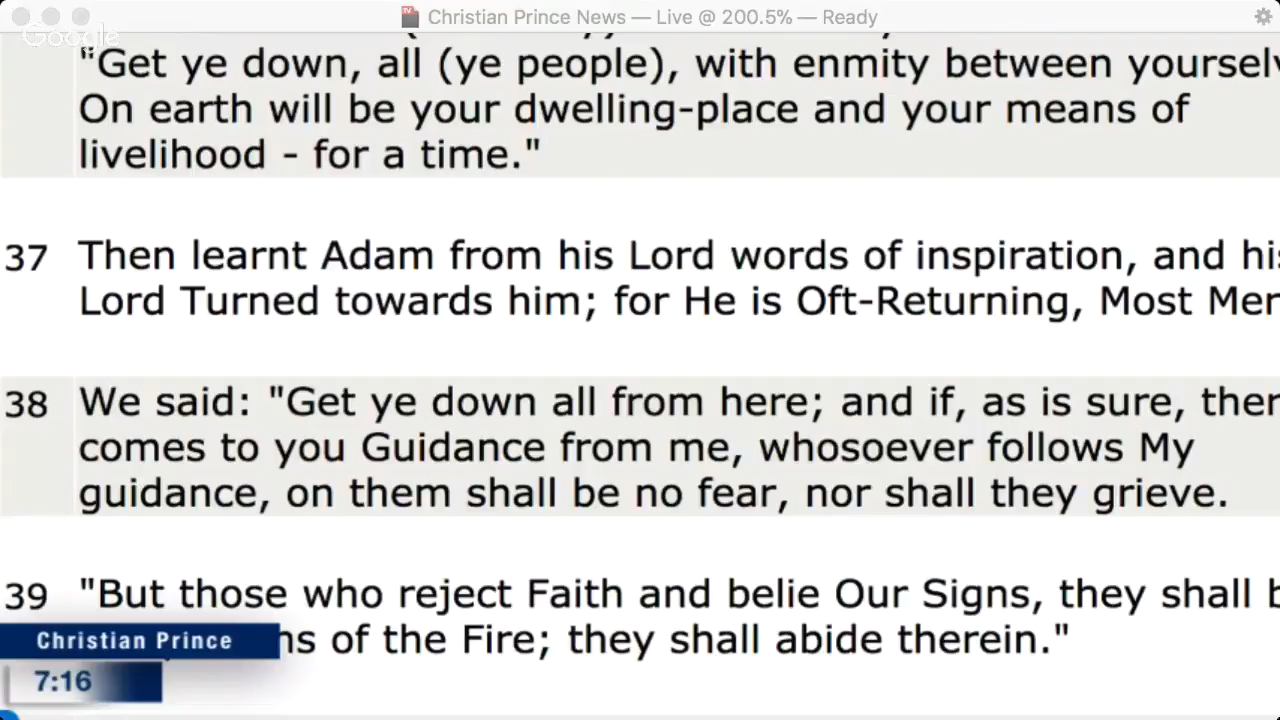 Christian Prince News — Live @ 200.5% — Ready
Google
"Get ye down, all (ye people), with enmity between
On earth will be your dwelling-place and your means of
livelihood - for a time."
37 Then learnt Adam from his Lord words of inspiration, and
Lord Turned towards him; for He is Oft-Returning, Most
38 We said: "Get ye down all from here; and if, as is sure,
comes to you Guidance from me, whosoever follows My
guidance, on them shall be no fear, nor shall they grieve.
39 "But those who reject Faith and belie Our Signs, they shall
of the Fire; they shall abide therein."
Christian Prince
7:16